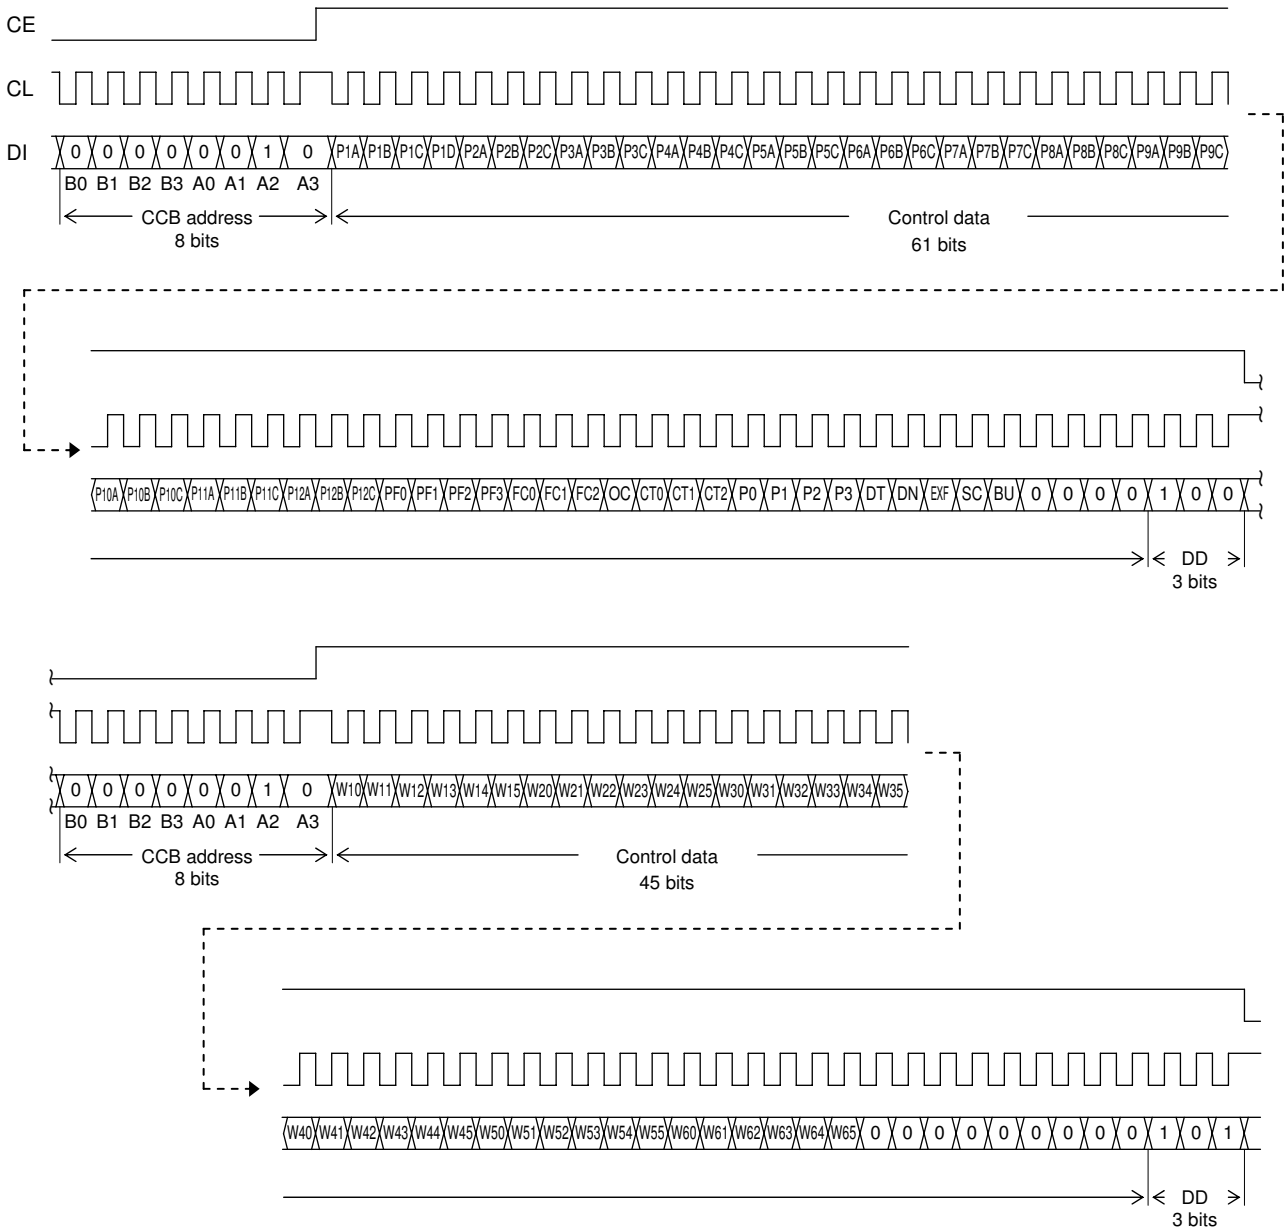 CE
CL
DI 0 0 0 0 0 0 1 0 P1A P1B P1C P1D P2A P2B P2C P3A P3B P3C P4A P4B P4C P5A P5B P5C P6A P6B P6C P7A P7B P7C P8A P8B P8C P9A P9B P9C
B0 B1 B2 B3 A0 A1 A2 A3
CCB address Control data
8 bits 61 bits
P10A P10B P10C P11A P11B P11C P12A P12B P12C PF0 PF1 PF2 PF3 FC0 FC1 FC2 OC CT0 CT1 CT2 P0 P1 P2 P3 DT DN EXF SC BU 0 0 0 0 1 0 0
DD
3 bits
0 0 0 0 0 0 1 0 W10 W11 W12 W13 W14 W15 W20 W21 W22 W23 W24 W25 W30 W31 W32 W33 W34 W35
B0 B1 B2 B3 A0 A1 A2 A3
CCB address Control data
8 bits 45 bits
W40 W41 W42 W43 W44 W45 W50 W51 W52 W53 W54 W55 W60 W61 W62 W63 W64 W65 0 0 0 0 0 0 0 0 0 1 0 1
DD
3 bits